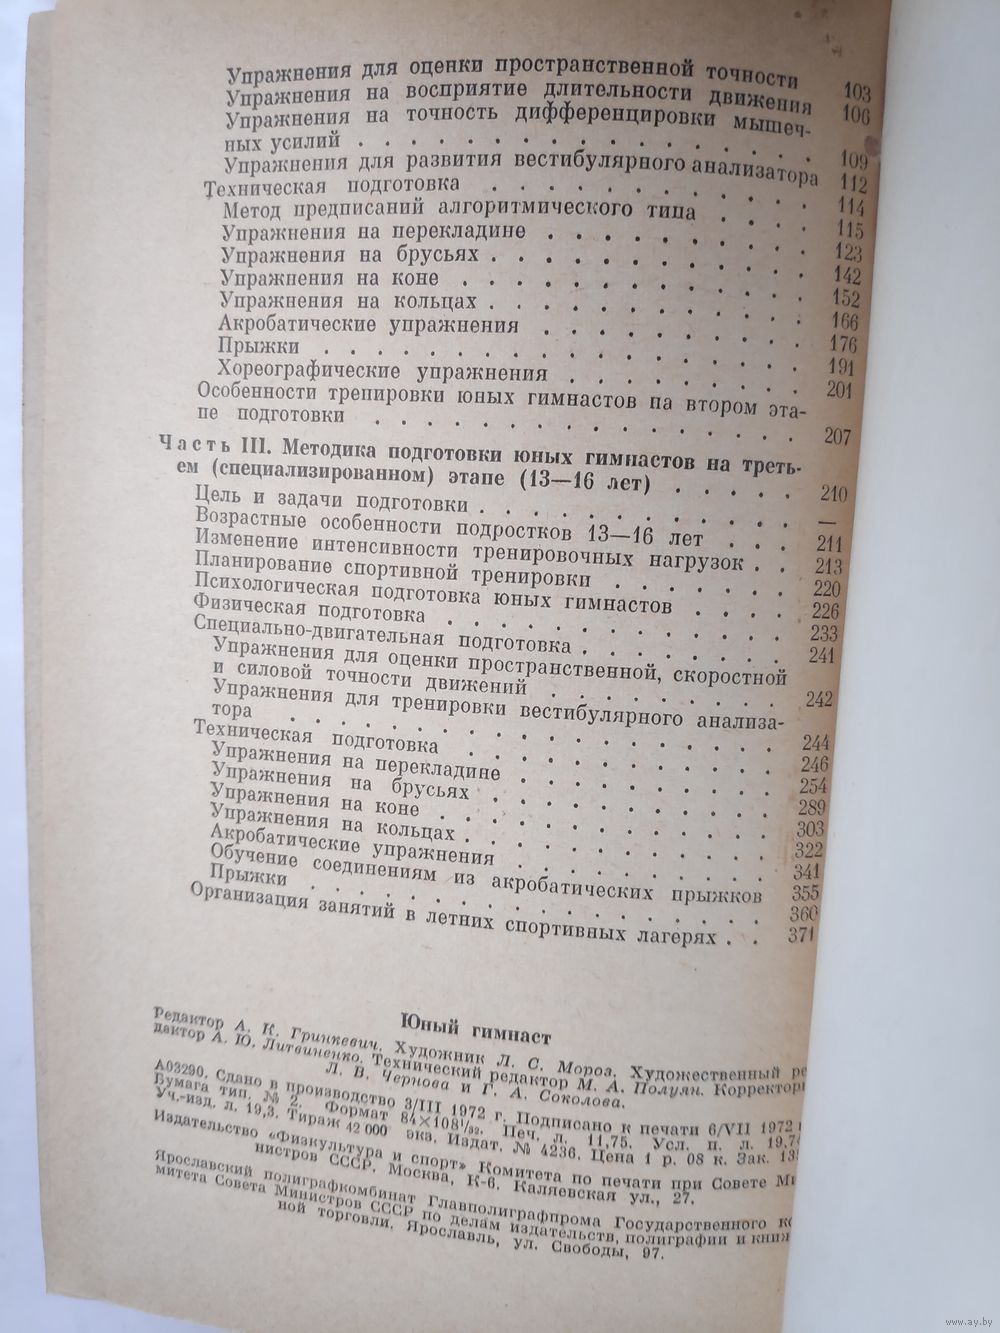 Упражнения для оценки пространственной точности 103
Упражнения на восприятие длительности движения 106
Упражнения на точность дифференцировки мышеч-
ных усилий . . . . . . . . . . . . . . 109
Упражнения для развития вестибулярного анализатора 112
Техническая подготовка . . . . . . . . . . 114
Метод предписаний алгоритмического типа . . . . 115
Упражнения на перекладине . . . . . . . . . 123
Упражнения на брусьях . . . . . . . . . . . 142
Упражнения на коне . . . . . . . . . . . . 152
Упражнения на кольцах . . . . . . . . . . . 166
Акробатические упражнения . . . . . . . . . 176
Прыжки . . . . . . . . . . . . . . . . 191
Хореографические упражнения . . . . . . . . 201
Особенности тренировки юных гимнастов на втором эта-
пе подготовки . . . . . . . . . . . . . . 207
Часть III. Методика подготовки юных гимнастов на треть-
ем (специализированном) этапе (13—16 лет) . . . . . 210
Цель и задачи подготовки . . . . . . . . . . . —
Возрастные особенности подростков 13—16 лет . . . 211
Изменение интенсивности тренировочных нагрузок . . 213
Планирование спортивной тренировки . . . . . . 220
Психологическая подготовка юных гимнастов . . . . 226
Физическая подготовка . . . . . . . . . . . 233
Специально-двигательная подготовка . . . . . . . 241
Упражнения для оценки пространственной, скоростной
и силовой точности движений . . . . . . . . 242
Упражнения для тренировки вестибулярного анализа-
тора . . . . . . . . . . . . . . . . . 244
Техническая подготовка . . . . . . . . . . . 246
Упражнения на перекладине . . . . . . . . . 254
Упражнения на брусьях . . . . . . . . . . 289
Упражнения на коне . . . . . . . . . . . . 303
Упражнения на кольцах . . . . . . . . . . . 322
Акробатические упражнения . . . . . . . . . 341
Обучение соединениям из акробатических прыжков 355
Прыжки . . . . . . . . . . . . . . . . 360
Организация занятий в летних спортивных лагерях . . 371
Юный гимнаст
Редактор А. К. Гринкевич. Художник Л. С. Мороз. Художественный ре
дактор А. Ю. Литвиненко. Технический редактор М. А. Полуян. Корректоры
Л. В. Чернова и Г. А. Соколова.
А03290. Сдано в производство 3/III 1972 г. Подписано к печати 6/VII 1972 г
Бумага тип. № 2. Формат 84×108 1/32. Печ. л. 11,75. Усл. п. л. 19,74
Уч.-изд. л. 19,3. Тираж 42 000 экз. Издат. № 4236. Цена 1 р. 08 к. Зак.
Издательство «Физкультура и спорт» Комитета по печати при Совете Ми
нистров СССР. Москва, К-6. Каляевская ул., 27.
Ярославский полиграфкомбинат Главполиграфпрома Государственного ко
митета Совета Министров СССР по делам издательств, полиграфии и книж
ной торговли. Ярославль, ул. Свободы, 97.
www.ay.by